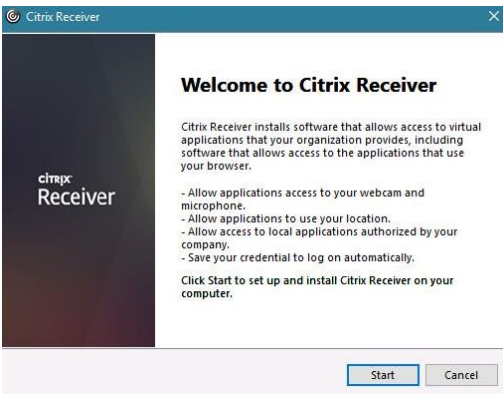 Citrix Receiver
Welcome to Citrix Receiver
Citrix Receiver installs software that allows access to virtual
applications that your organization provides, including
software that allows access to the applications that use
your browser.
citrix
Receiver
- Allow applications access to your webcam and
microphone.
- Allow applications to use your location.
- Allow access to local applications authorized by your
company.
- Save your credential to log on automatically.
Click Start to set up and install Citrix Receiver on your
computer.
Start
Cancel